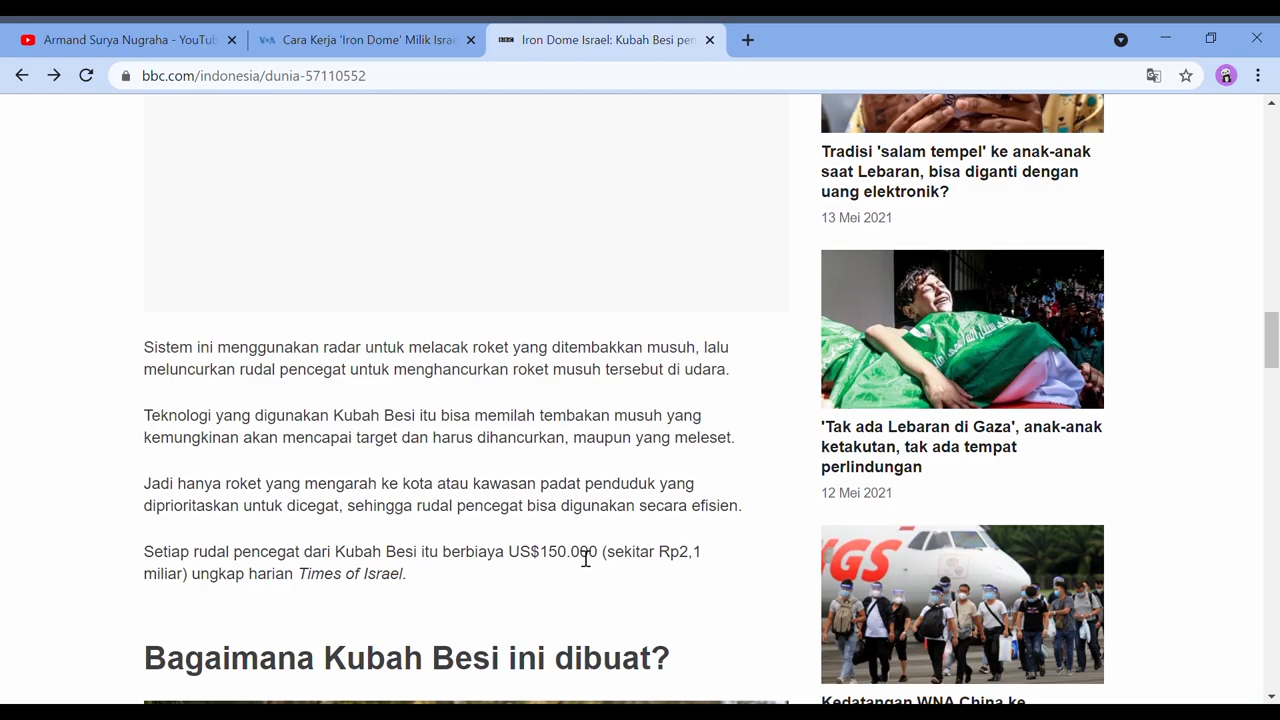 Armand Surya Nugraha - YouTub
VOA
Cara Kerja 'Iron Dome' Milik Israe
BBC
Iron Dome Israel: Kubah Besi pen
bbc.com/indonesia/dunia-57110552
Tradisi 'salam tempel' ke anak-anak
saat Lebaran, bisa diganti dengan
uang elektronik?
13 Mei 2021
Sistem ini menggunakan radar untuk melacak roket yang ditembakkan musuh, lalu
meluncurkan rudal pencegat untuk menghancurkan roket musuh tersebut di udara.
Teknologi yang digunakan Kubah Besi itu bisa memilah tembakan musuh yang
kemungkinan akan mencapai target dan harus dihancurkan, maupun yang meleset.
Jadi hanya roket yang mengarah ke kota atau kawasan padat penduduk yang
diprioritaskan untuk dicegat, sehingga rudal pencegat bisa digunakan secara efisien.
Setiap rudal pencegat dari Kubah Besi itu berbiaya US$150.000 (sekitar Rp2,1
miliar) ungkap harian Times of Israel.
Bagaimana Kubah Besi ini dibuat?
'Tak ada Lebaran di Gaza', anak-anak
ketakutan, tak ada tempat
perlindungan
12 Mei 2021
NGS
Kedatangan WNA China ke